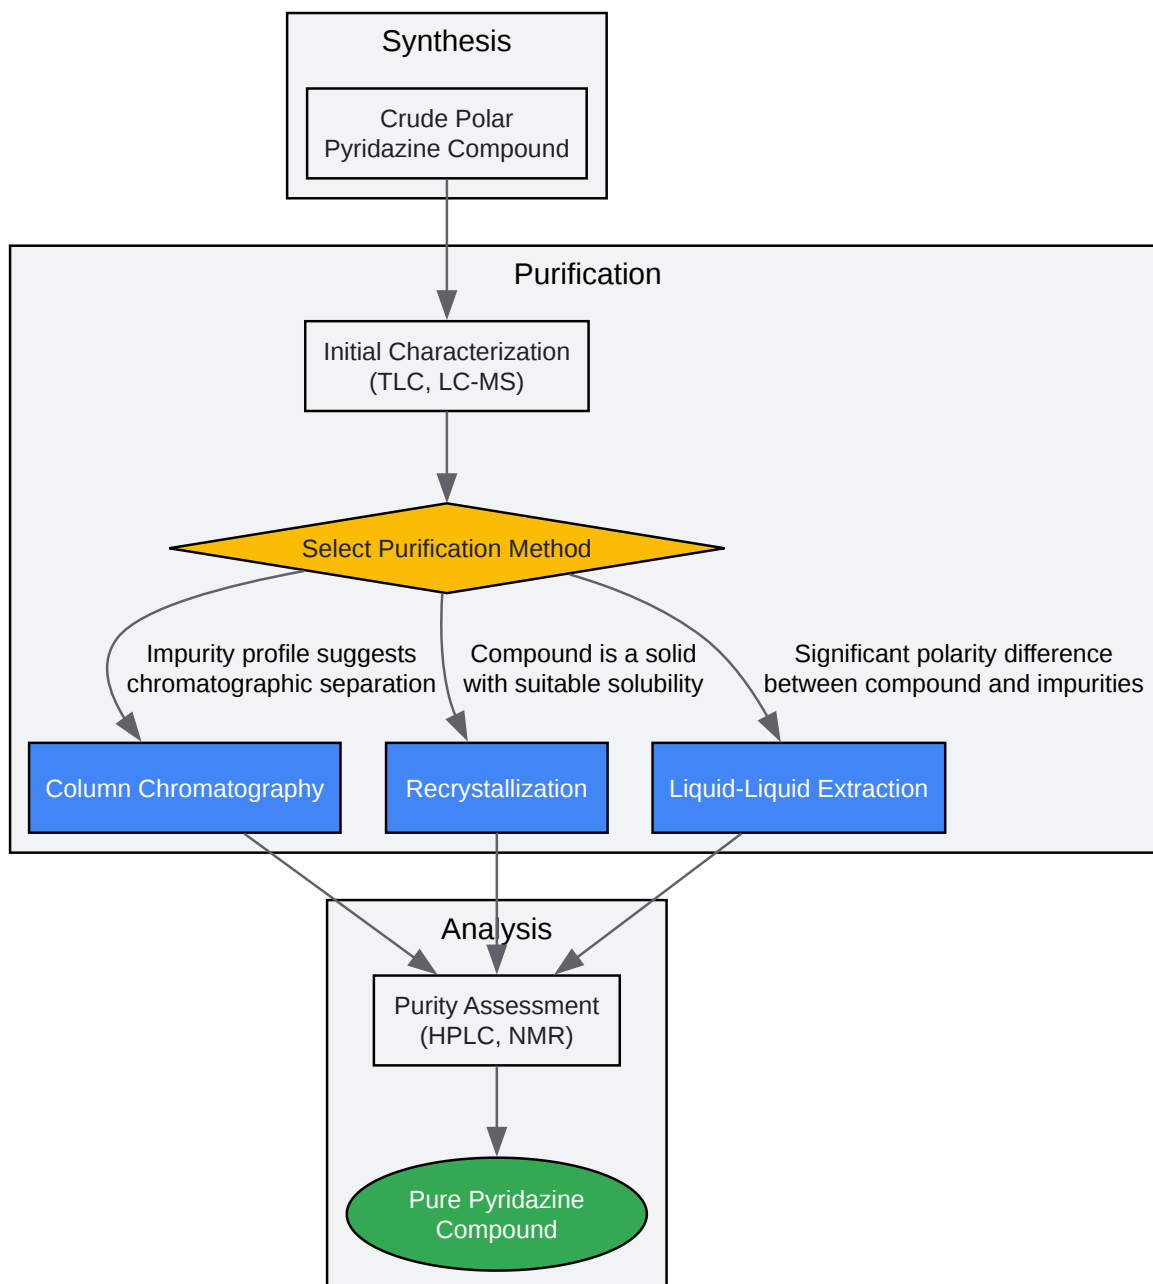 Synthesis
Crude Polar
Pyridazine Compound
Purification
Initial Characterization
(TLC, LC-MS)
Select Purification Method
Impurity profile suggests
chromatographic separation
Compound is a solid
with suitable solubility
Significant polarity difference
between compound and impurities
Column Chromatography
Recrystallization
Liquid-Liquid Extraction
Analysis
Purity Assessment
(HPLC, NMR)
Pure Pyridazine
Compound